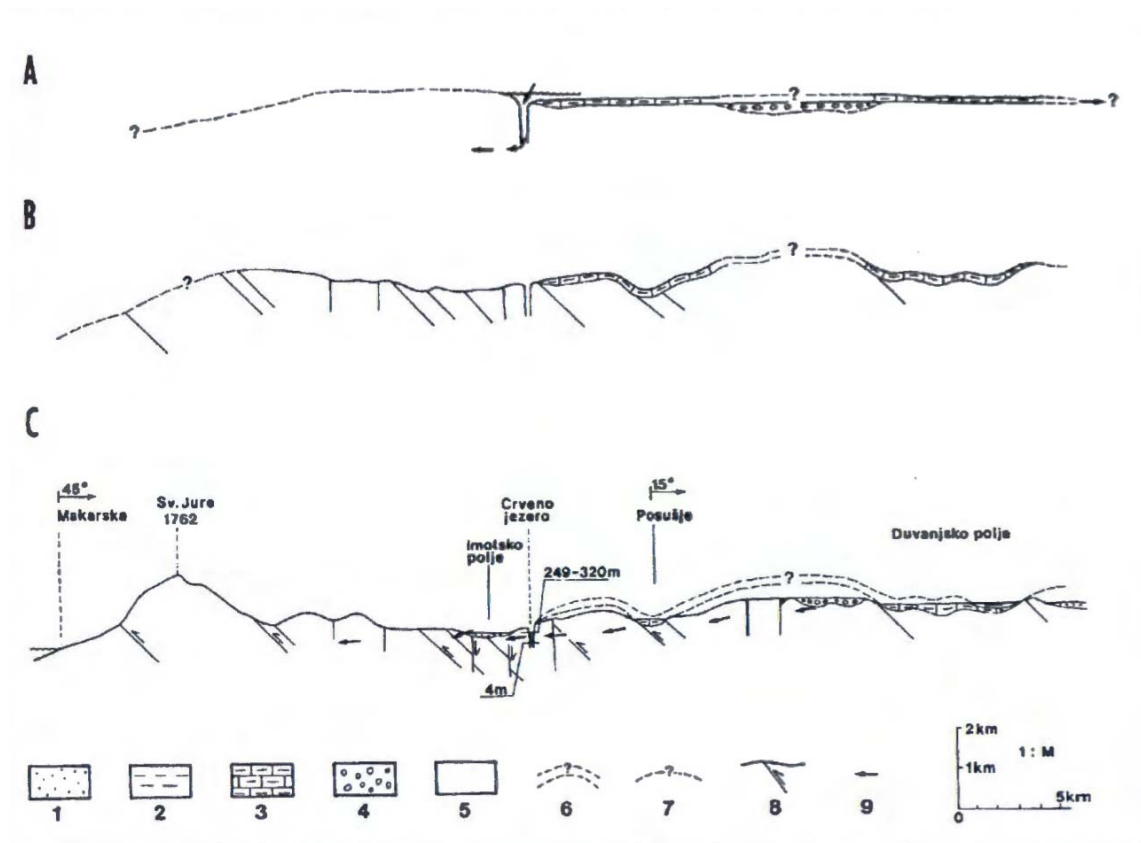 A
?
?
?
B
?
?
C
45°
Makarska
Sv. Jure
1762
Imotsko
polje
Crveno
jezero
249-320m
4m
15°
Posušje
?
Duvanjsko polje
1
2
3
4
5
?
6
?
7
8
9
2km
1km
1 : M
5km
0